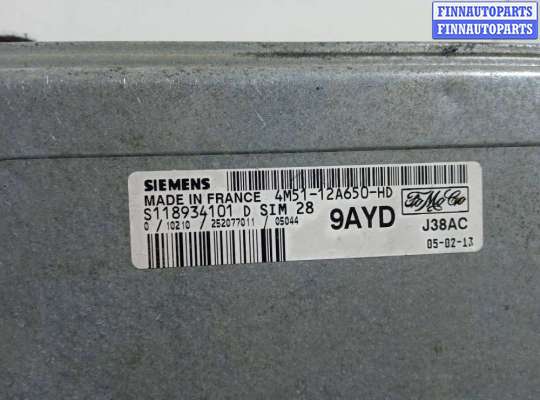 FINNAUTOPARTS
FINNAUTOPARTS
SIEMENS
MADE IN FRANCE 4M51-12A650-HD
S118934101 D SIM 28
0 / 10210 / 252077011 / 05044
9AYD
FoMoCo
J38AC
05-02-13